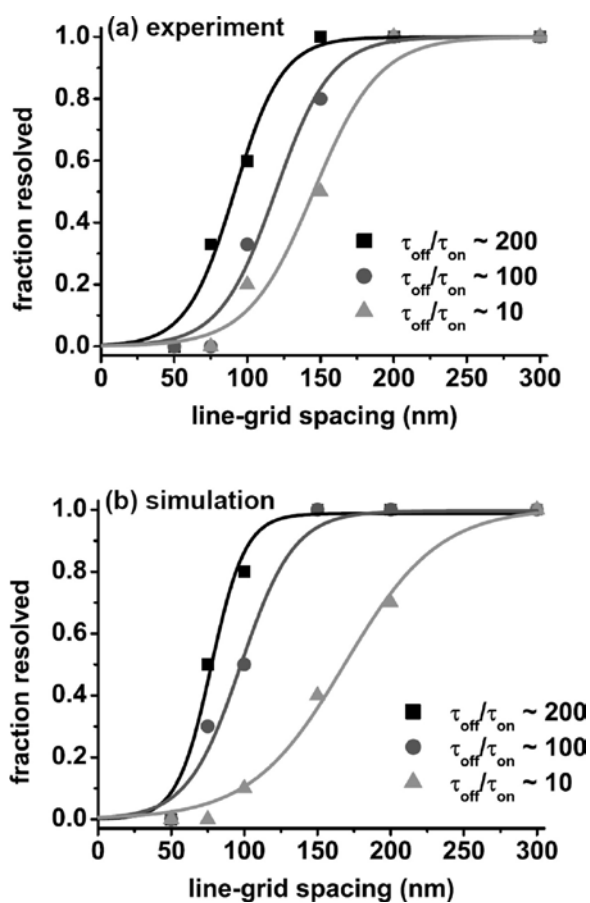 (a) experiment
1.0
0.8
0.6
0.4
0.2
0.0
fraction resolved
τoff/τon ~ 200
τoff/τon ~ 100
τoff/τon ~ 10
0 50 100 150 200 250 300
line-grid spacing (nm)
(b) simulation
1.0
0.8
0.6
0.4
0.2
0.0
fraction resolved
τoff/τon ~ 200
τoff/τon ~ 100
τoff/τon ~ 10
0 50 100 150 200 250 300
line-grid spacing (nm)